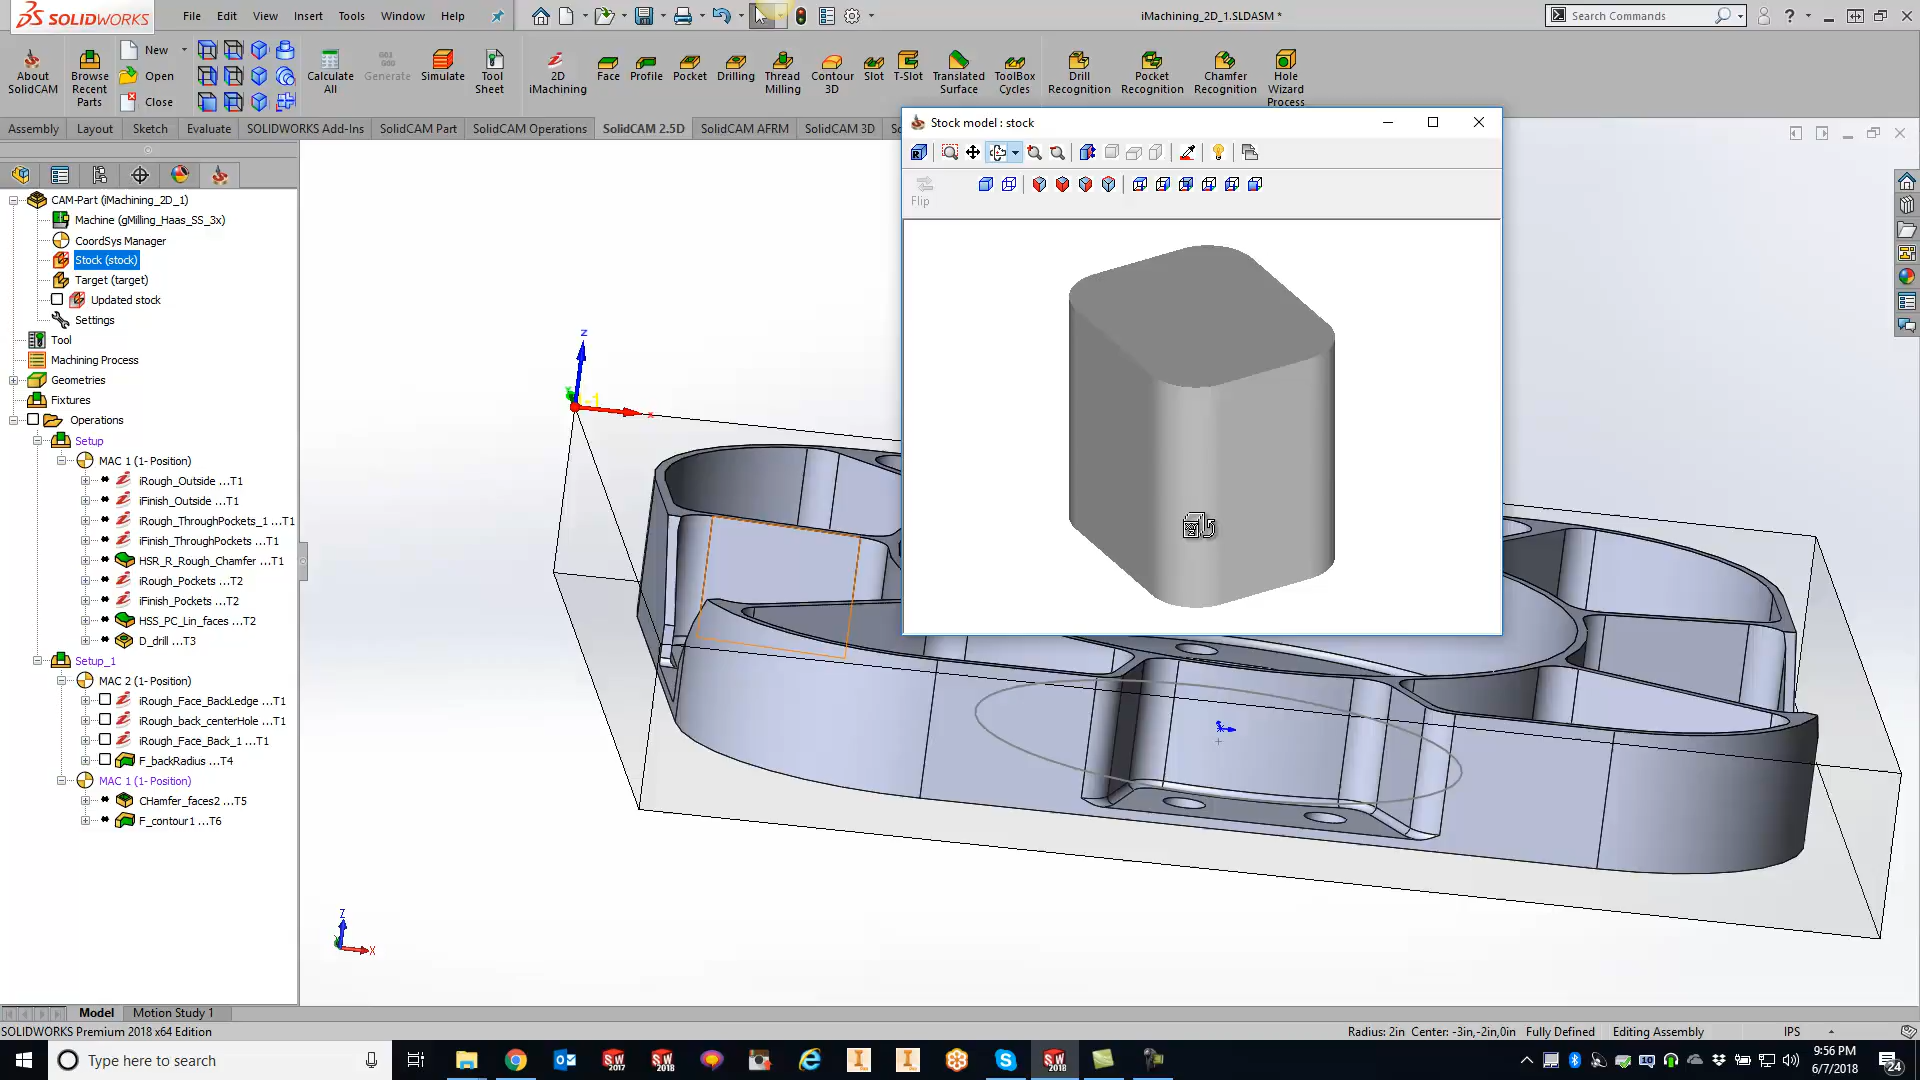 SOLIDWORKS
File Edit View Insert Tools Window Help
iMachining_2D_1.SLDASM *
Search Commands
About SolidCAM
Browse Recent Parts
New
Open
Close
Calculate All
G01 G00
Generate
Simulate
Tool Sheet
2D iMachining
Face
Profile
Pocket
Drilling
Thread Milling
Contour 3D
Slot
T-Slot
Translated Surface
ToolBox Cycles
Drill Recognition
Pocket Recognition
Chamfer Recognition
Hole Wizard Process
Assembly
Layout
Sketch
Evaluate
SOLIDWORKS Add-Ins
SolidCAM Part
SolidCAM Operations
SolidCAM 2.5D
SolidCAM AFRM
SolidCAM 3D
Stock model : stock
Flip
CAM-Part (iMachining_2D_1)
Machine (gMilling_Haas_SS_3x)
CoordSys Manager
Stock (stock)
Target (target)
Updated stock
Settings
Tool
Machining Process
Geometries
Fixtures
Operations
Setup
MAC 1 (1- Position)
iRough_Outside ...T1
iFinish_Outside ...T1
iRough_ThroughPockets_1 ...T1
iFinish_ThroughPockets ...T1
HSR_R_Rough_Chamfer ...T1
iRough_Pockets ...T2
iFinish_Pockets ...T2
HSS_PC_Lin_faces ...T2
D_drill ...T3
Setup_1
MAC 2 (1- Position)
iRough_Face_BackLedge ...T1
iRough_back_centerHole ...T1
iRough_Face_Back_1 ...T1
F_backRadius ...T4
MAC 1 (1- Position)
CHamfer_faces2 ...T5
F_contour1 ...T6
z
x
Z
X
Model
Motion Study 1
SOLIDWORKS Premium 2018 x64 Edition
Radius: 2in Center: -3in,-2in,0in Fully Defined Editing Assembly IPS
Type here to search
9:56 PM
6/7/2018
24